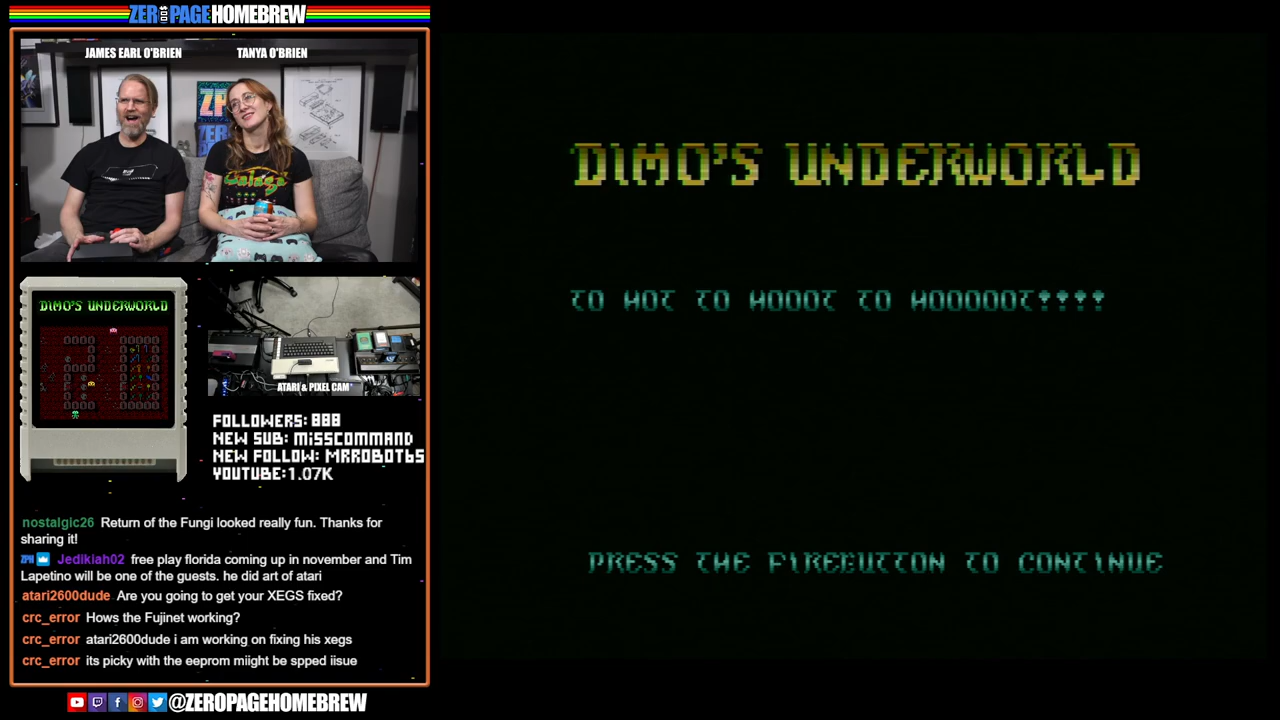 ZERO PAGE HOMEBREW
JAMES EARL O'BRIEN
TANYA O'BRIEN
DIMO'S UNDERWORLD
TO HOT TO HOOOT TO HOOOOOT!!!!
PRESS THE FIREBUTTON TO CONTINUE
DIMO'S UNDERWORLD
ATARI & PIXEL CAM
FOLLOWERS: 888
NEW SUB: MISSCOMMAND
NEW FOLLOW: MRROBOT65
YOUTUBE:1.07K
nostalgic26 Return of the Fungi looked really fun. Thanks for
sharing it!
ZPH Jedikiah02 free play florida coming up in november and Tim
Lapetino will be one of the guests. he did art of atari
atari2600dude Are you going to get your XEGS fixed?
crc_error Hows the Fujinet working?
crc_error atari2600dude i am working on fixing his xegs
crc_error its picky with the eeprom miight be spped iisue
@ZEROPAGEHOMEBREW